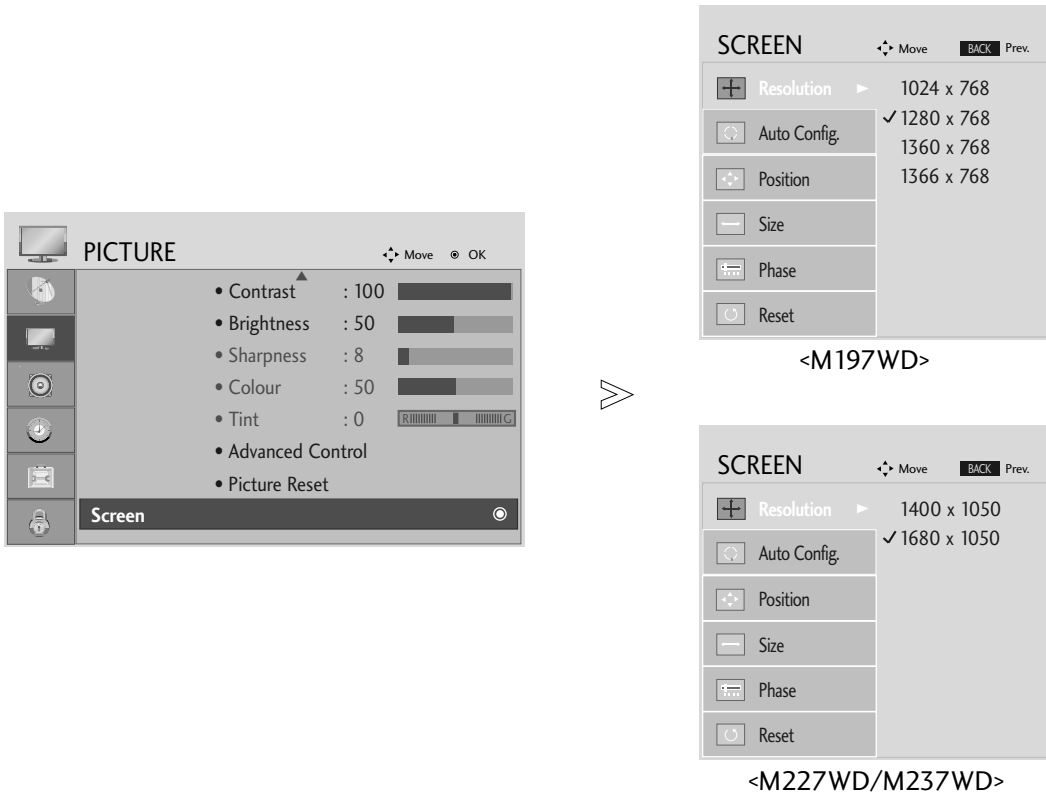 PICTURE
Move OK
• Contrast : 100
• Brightness : 50
• Sharpness : 8
• Colour : 50
• Tint : 0 R G
• Advanced Control
• Picture Reset
Screen
SCREEN
Move BACK Prev.
Resolution
Auto Config.
Position
Size
Phase
Reset
1024 x 768
✓ 1280 x 768
1360 x 768
1366 x 768
<M197WD>
SCREEN
Move BACK Prev.
Resolution
Auto Config.
Position
Size
Phase
Reset
1400 x 1050
✓ 1680 x 1050
<M227WD/M237WD>